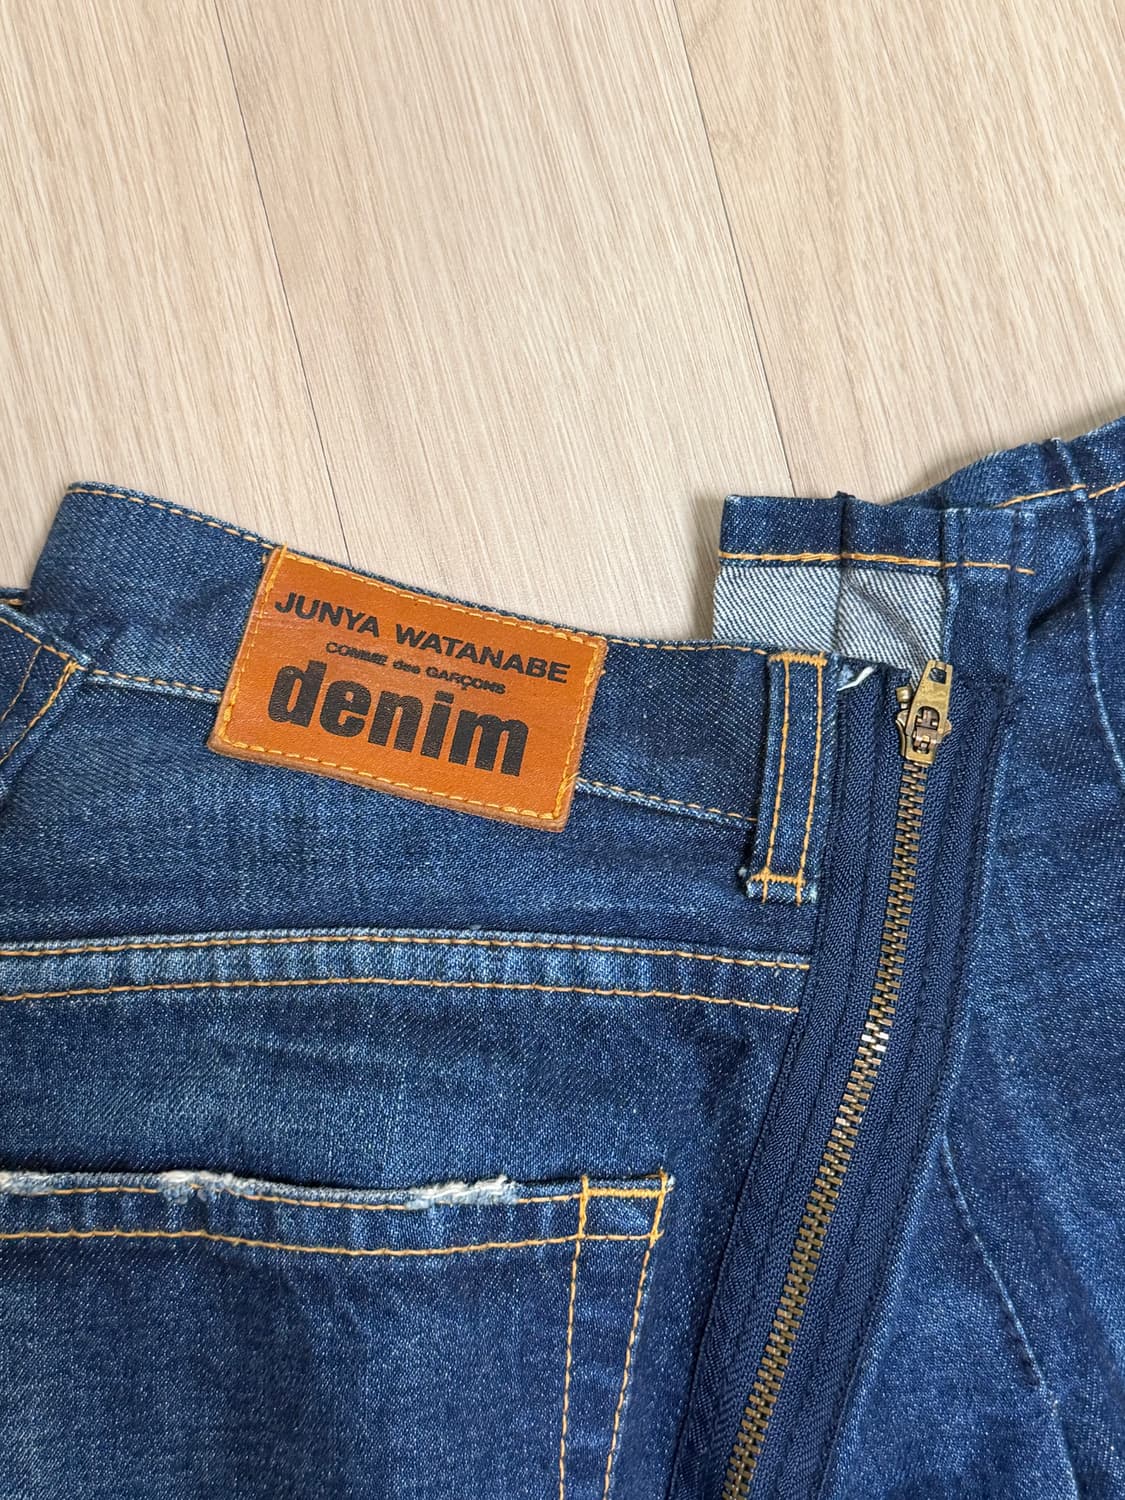 JUNYA WATANABE
COMME des GARÇONS
denim